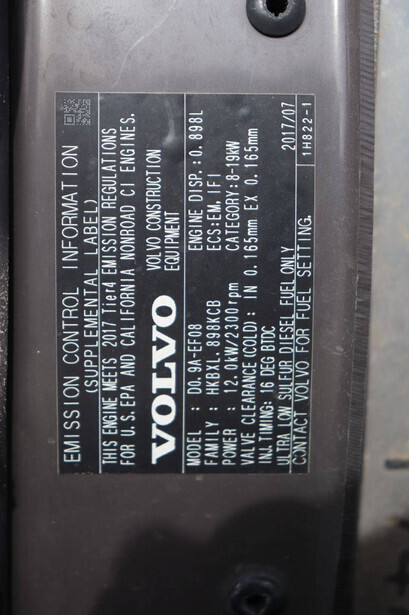 EMISSION CONTROL INFORMATION
(SUPPLEMENTAL LABEL)
THIS ENGINE MEETS 2017 Tier4 EMISSION REGULATIONS
FOR U.S.EPA AND CALIFORNIA NONROAD CI ENGINES.
VOLVO VOLVO CONSTRUCTION
EQUIPMENT
MODEL : D0.9A-EF08 ENGINE DISP.:0.898L
FAMILY : HKBXL.898KCB ECS:EM,IFI
POWER : 12.0kW/2300rpm CATEGORY:8-19kW
VALVE CLEARANCE(COLD): IN 0.165mm EX 0.165mm
INJ.TIMING:16 DEG BTDC
ULTRA LOW SULFUR DIESEL FUEL ONLY 2017/07
CONTACT VOLVO FOR FUEL SETTING. 1H822-1